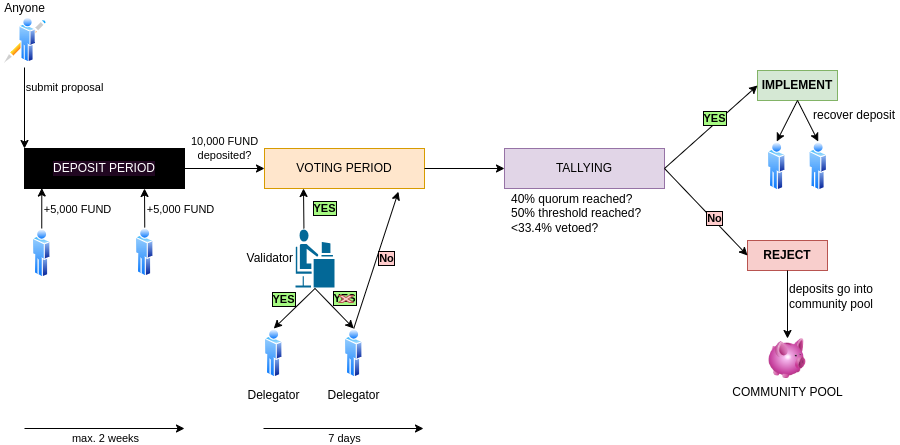 Anyone
submit proposal
DEPOSIT PERIOD
+5,000 FUND
+5,000 FUND
max. 2 weeks
10,000 FUND
deposited?
VOTING PERIOD
YES
Validator
No
YES
YES
Delegator
Delegator
7 days
TALLYING
40% quorum reached?
50% threshold reached?
<33.4% vetoed?
YES
IMPLEMENT
recover deposit
No
REJECT
deposits go into
community pool
COMMUNITY POOL